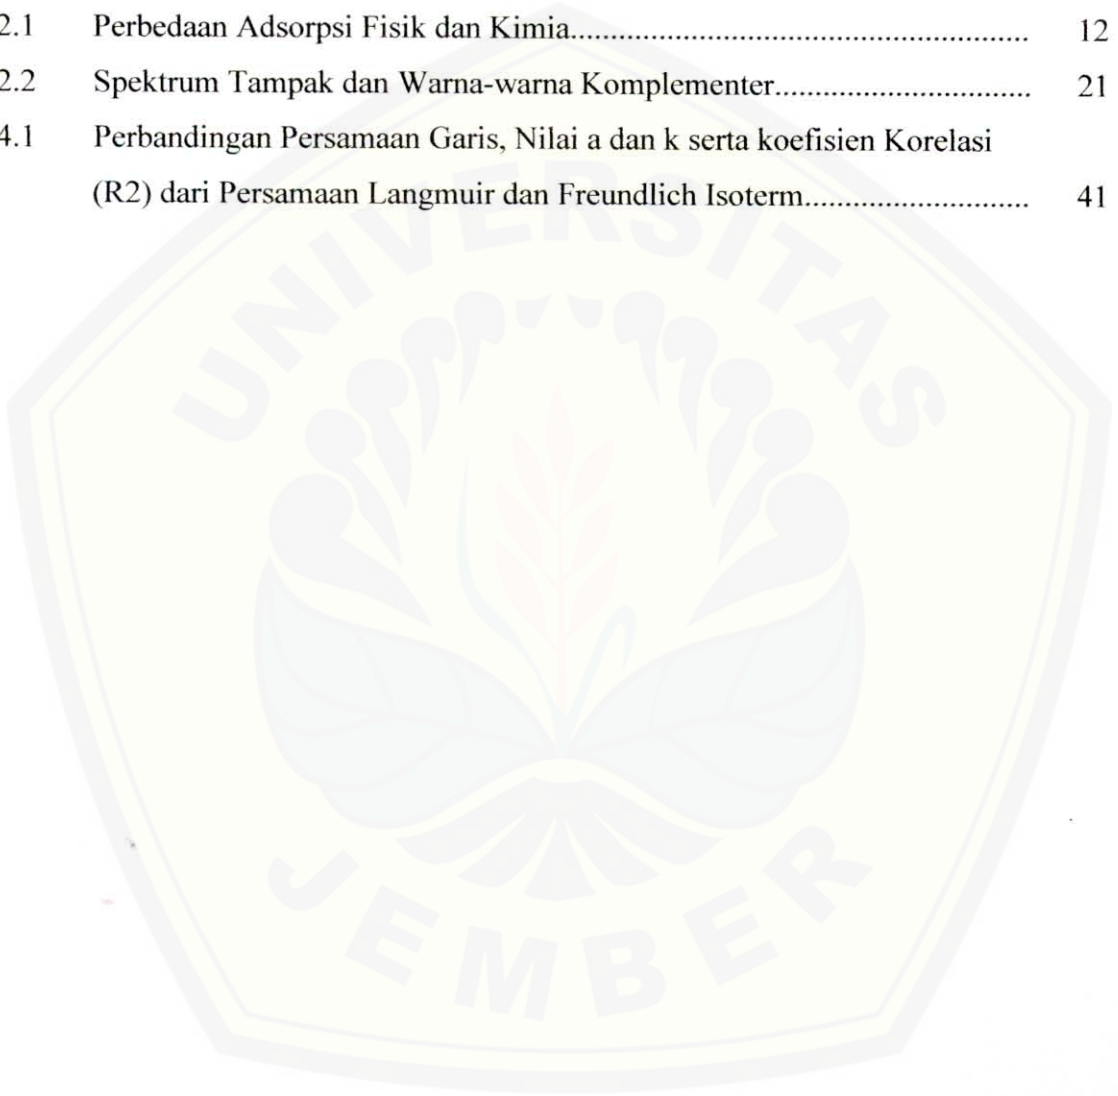 2.1 Perbedaan Adsorpsi Fisik dan Kimia.......................................................... 12
2.2 Spektrum Tampak dan Warna-warna Komplementer................................ 21
4.1 Perbandingan Persamaan Garis, Nilai a dan k serta koefisien Korelasi
(R2) dari Persamaan Langmuir dan Freundlich Isoterm............................ 41
UNIVERSITAS
JEMBER